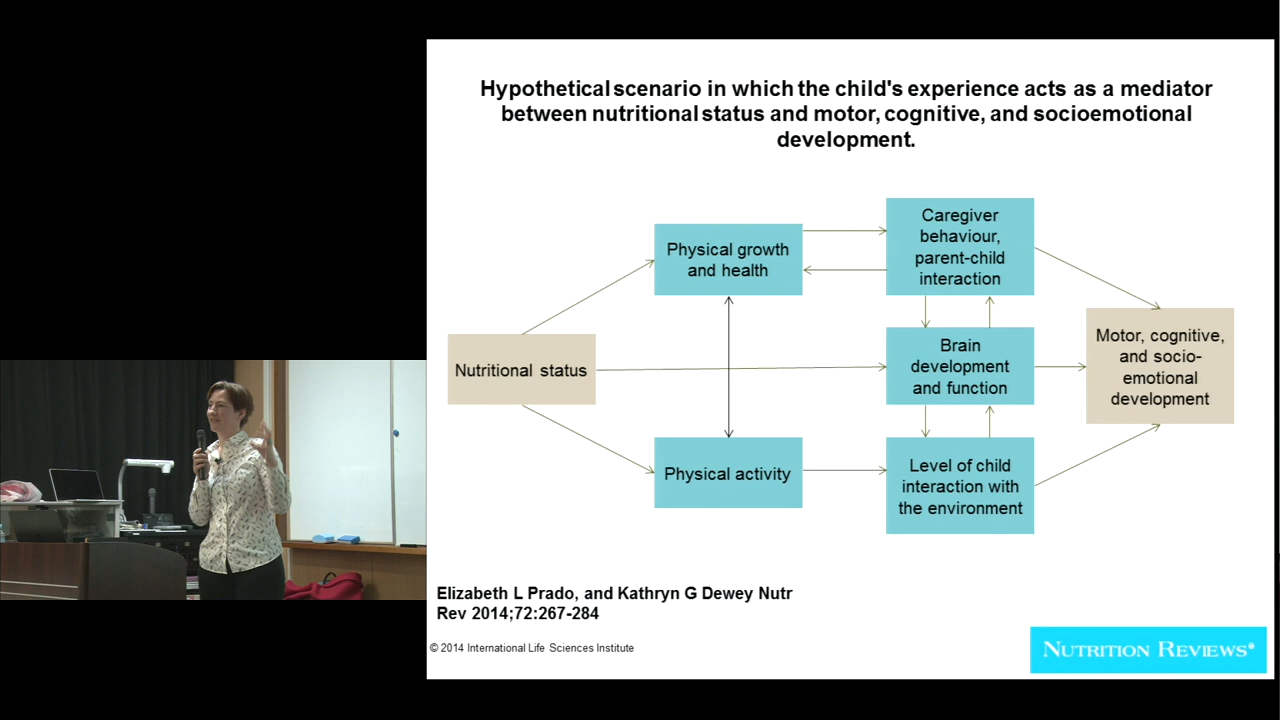 Hypothetical scenario in which the child's experience acts as a mediator
between nutritional status and motor, cognitive, and socioemotional
development.
Nutritional status
Physical growth
and health
Physical activity
Caregiver
behaviour,
parent-child
interaction
Brain
development
and function
Level of child
interaction with
the environment
Motor, cognitive,
and socio-
emotional
development
Elizabeth L Prado, and Kathryn G Dewey Nutr
Rev 2014;72:267-284
© 2014 International Life Sciences Institute
NUTRITION REVIEWS®